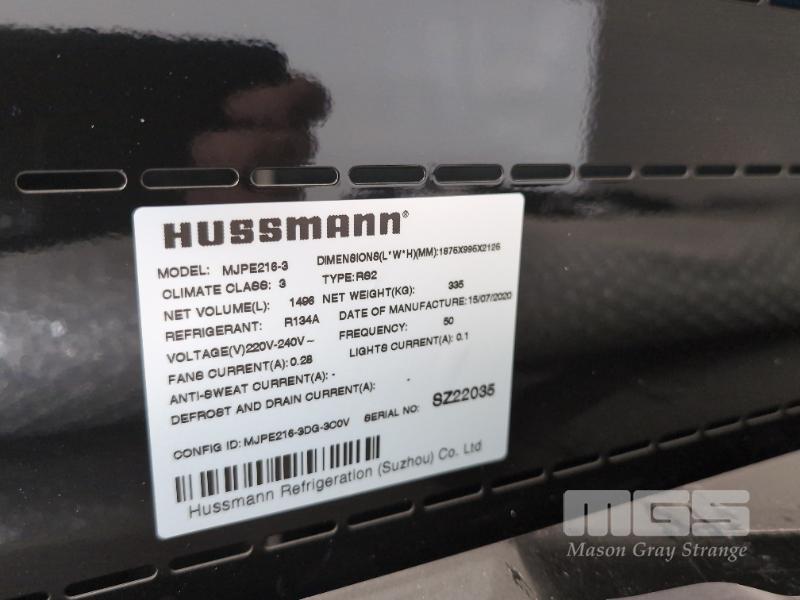 HUSSMANN®
MODEL: MJPE216-3 DIMENSIONS(L*W*H)(MM):1875X995X2125
CLIMATE CLASS: 3 TYPE:RS2
NET VOLUME(L): 1496 NET WEIGHT(KG): 335
REFRIGERANT: R134A DATE OF MANUFACTURE:15/07/2020
VOLTAGE(V)220V-240V~ FREQUENCY: 50
FANS CURRENT(A):0.28 LIGHTS CURRENT(A):0.1
ANTI-SWEAT CURRENT(A): -
DEFROST AND DRAIN CURRENT(A): -
CONFIG ID: MJPE216-3DG-3C0V SERIAL NO: SZ22035
Hussmann Refrigeration (Suzhou) Co. Ltd
MGS
Mason Gray Strange